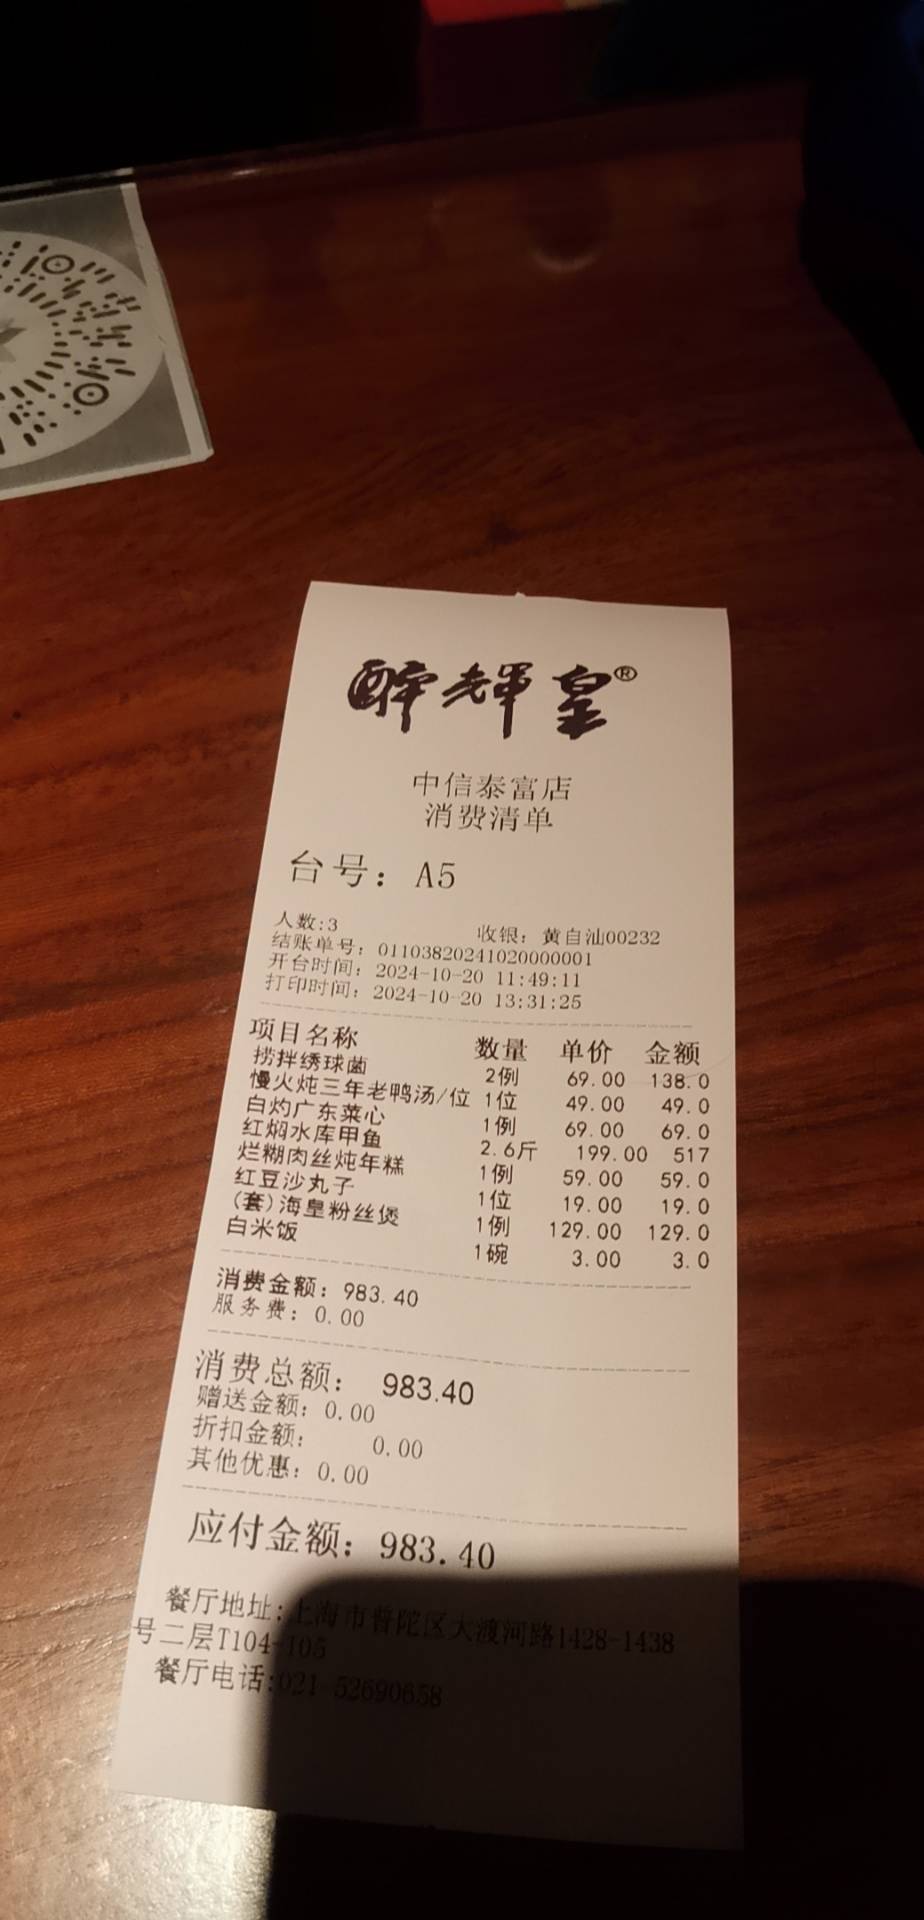 醉辉皇®
中信泰富店
消费清单
台号: A5
人数:3 收银: 黄自汕00232
结账单号: 01103820241020000001
开台时间: 2024-10-20 11:49:11
打印时间: 2024-10-20 13:31:25
项目名称 数量 单价 金额
捞拌绣球菌 2例 69.00 138.0
慢火炖三年老鸭汤/位 1位 49.00 49.0
白灼广东菜心 1例 69.00 69.0
红焖水库甲鱼 2.6斤 199.00 517
烂糊肉丝炖年糕 1例 59.00 59.0
红豆沙丸子 1位 19.00 19.0
(套)海皇粉丝煲 1例 129.00 129.0
白米饭 1碗 3.00 3.0
消费金额: 983.40
服务费: 0.00
消费总额: 983.40
赠送金额: 0.00
折扣金额: 0.00
其他优惠: 0.00
应付金额: 983.40
餐厅地址:上海市普陀区大渡河路1428-1438
号二层T104-T05
餐厅电话:021-52690658